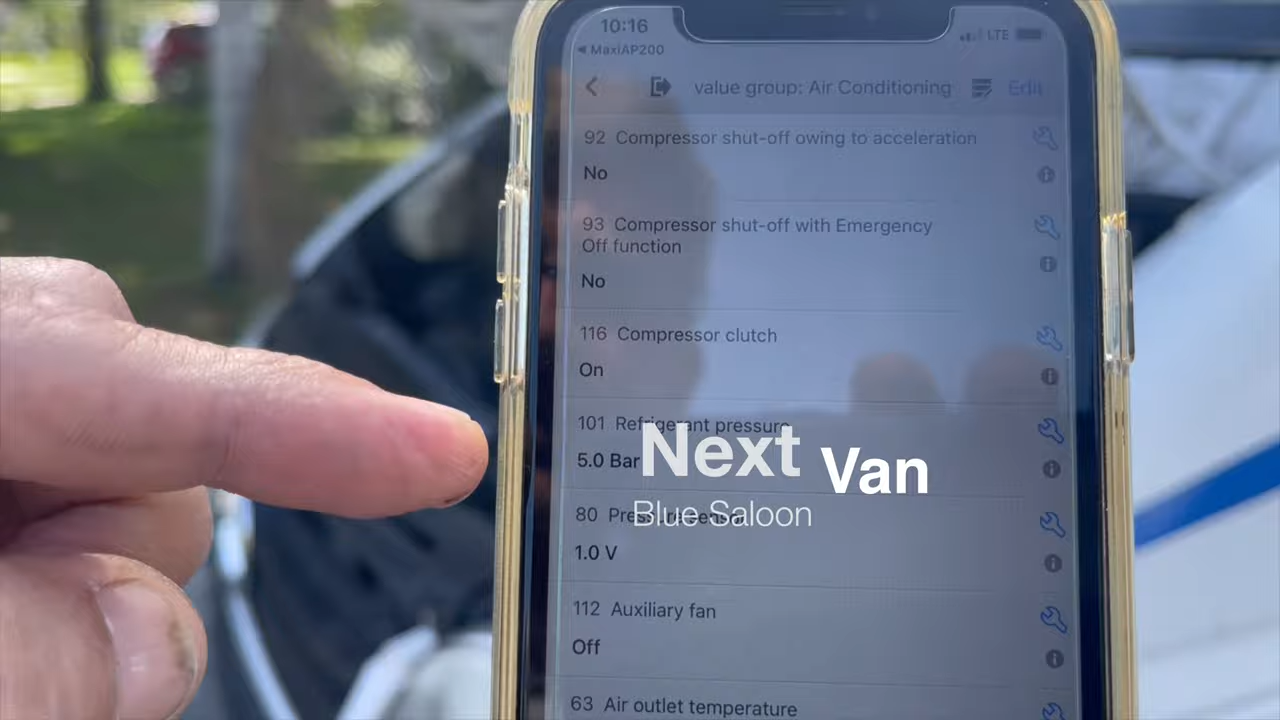 10:16
LTE
MaxiAP200
value group: Air Conditioning
Edit
92 Compressor shut-off owing to acceleration
No
93 Compressor shut-off with Emergency
Off function
No
116 Compressor clutch
On
101 Refrigerant pressure
5.0 Bar
Next Van
Blue Saloon
80 Pressure sensor
1.0 V
112 Auxiliary fan
Off
63 Air outlet temperature